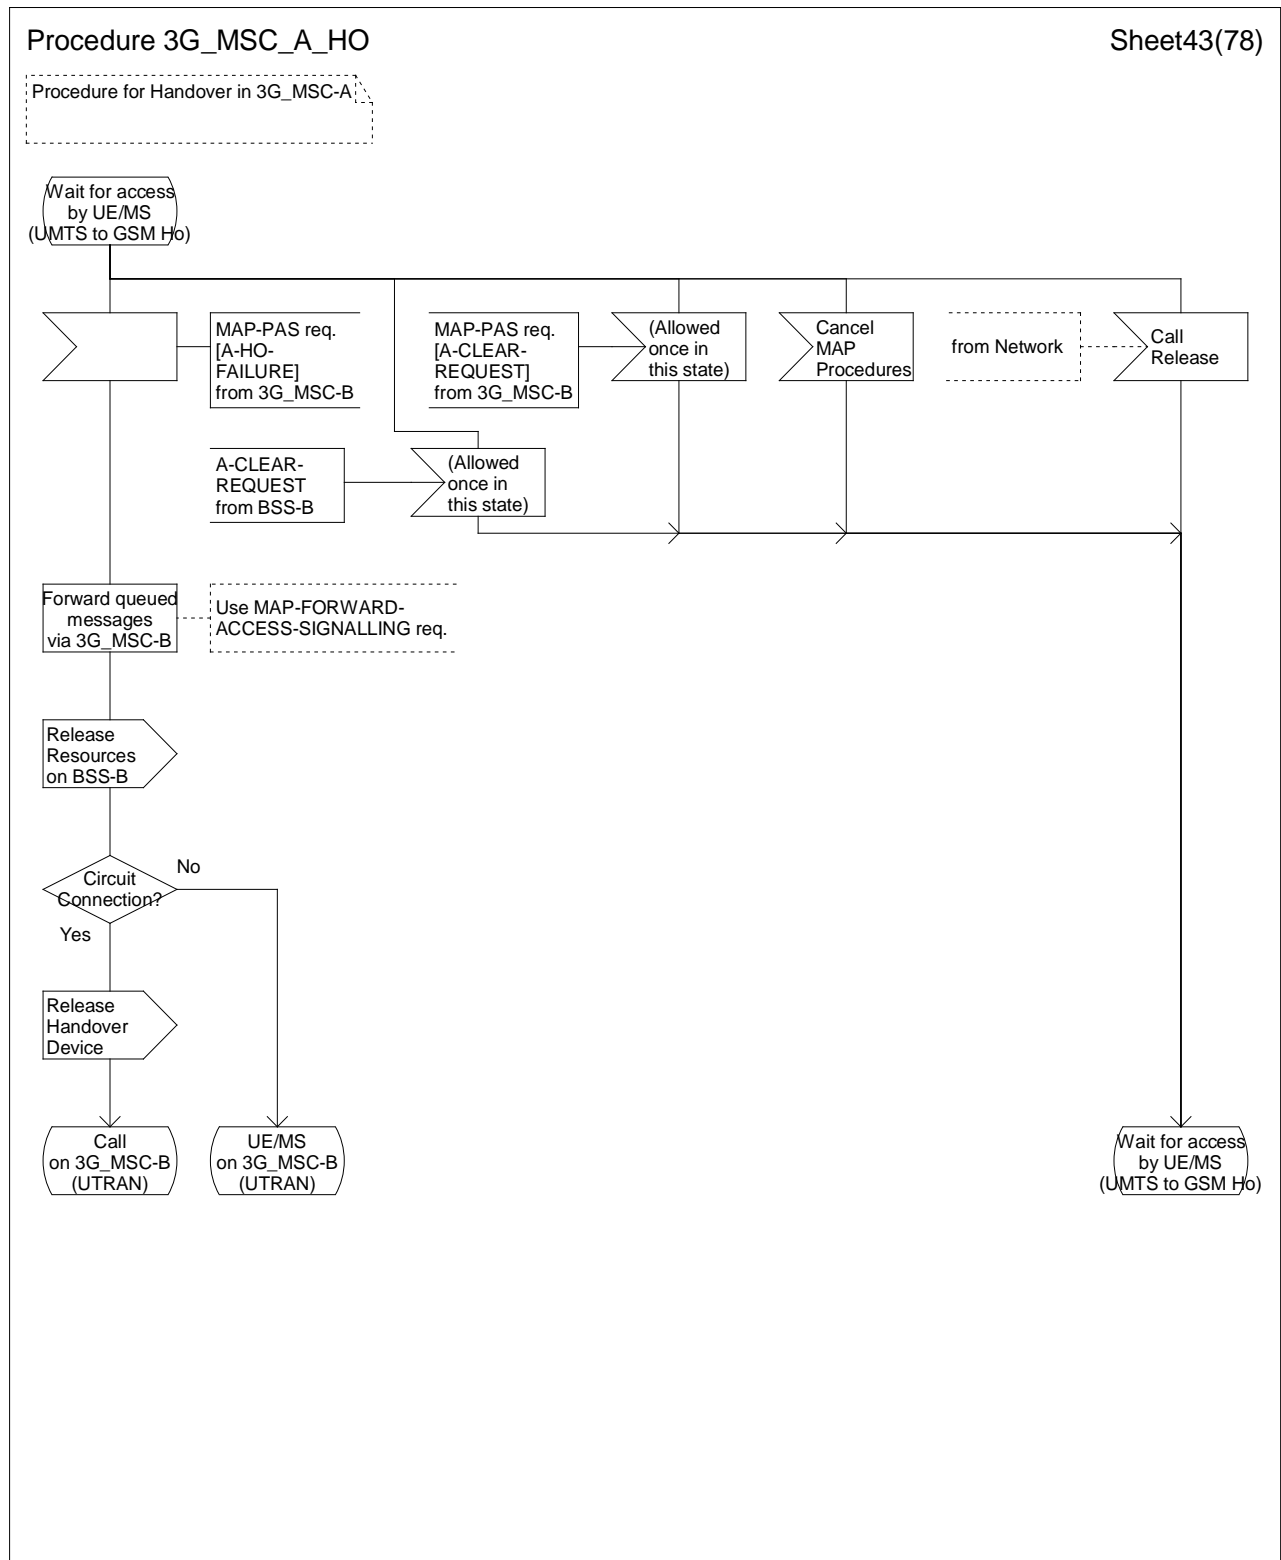 Procedure 3G_MSC_A_HO
Sheet43(78)
Procedure for Handover in 3G_MSC-A
Wait for access
by UE/MS
(UMTS to GSM Ho)
MAP-PAS req.
[A-HO-
FAILURE]
from 3G_MSC-B
MAP-PAS req.
[A-CLEAR-
REQUEST]
from 3G_MSC-B
(Allowed
once in
this state)
Cancel
MAP
Procedures
from Network
Call
Release
A-CLEAR-
REQUEST
from BSS-B
(Allowed
once in
this state)
Forward queued
messages
via 3G_MSC-B
Use MAP-FORWARD-
ACCESS-SIGNALLING req.
Release
Resources
on BSS-B
Circuit
Connection?
No
Yes
Release
Handover
Device
Call
on 3G_MSC-B
(UTRAN)
UE/MS
on 3G_MSC-B
(UTRAN)
Wait for access
by UE/MS
(UMTS to GSM Ho)